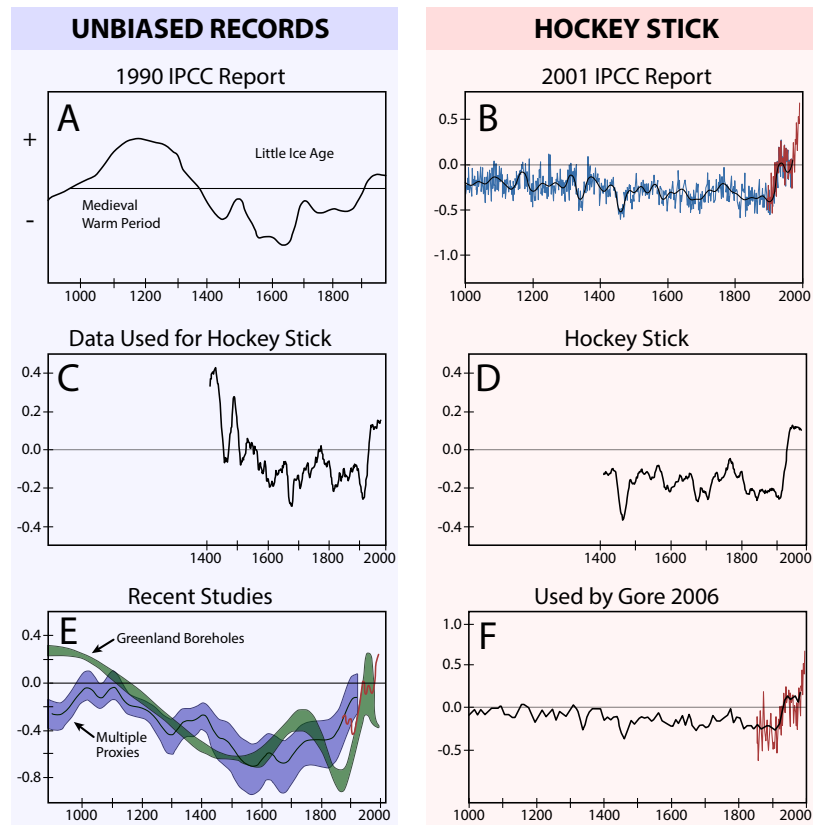 UNBIASED RECORDS
HOCKEY STICK
1990 IPCC Report
A
+
-
Little Ice Age
Medieval
Warm Period
1000 1200 1400 1600 1800
2001 IPCC Report
B
0.5
0.0
-0.5
-1.0
1000 1200 1400 1600 1800 2000
Data Used for Hockey Stick
C
0.4
0.2
0.0
-0.2
-0.4
1400 1600 1800 2000
Hockey Stick
D
0.4
0.2
0.0
-0.2
-0.4
1400 1600 1800 2000
Recent Studies
E
0.4
0.0
-0.4
-0.8
Greenland Boreholes
Multiple
Proxies
1000 1200 1400 1600 1800 2000
Used by Gore 2006
F
1.0
0.5
0.0
-0.5
1000 1200 1400 1600 1800 2000